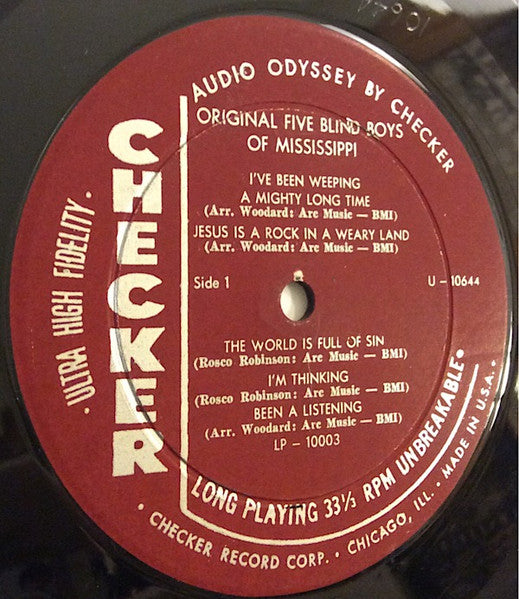 AUDIO ODYSSEY BY CHECKER
ORIGINAL FIVE BLIND BOYS
OF MISSISSIPPI
I'VE BEEN WEEPING
A MIGHTY LONG TIME
(Arr. Woodard: Arc Music — BMI)
JESUS IS A ROCK IN A WEARY LAND
(Arr. Woodard: Arc Music — BMI)
Side 1
U - 10644
THE WORLD IS FULL OF SIN
(Rosco Robinson: Arc Music — BMI)
I'M THINKING
(Rosco Robinson: Arc Music — BMI)
BEEN A LISTENING
(Arr. Woodard: Arc Music — BMI)
LP - 10003
LONG PLAYING 33⅓ RPM UNBREAKABLE•
• ULTRA HIGH FIDELITY •
CHECKER
• CHECKER RECORD CORP. • CHICAGO, ILL. • MADE IN U.S.A. •